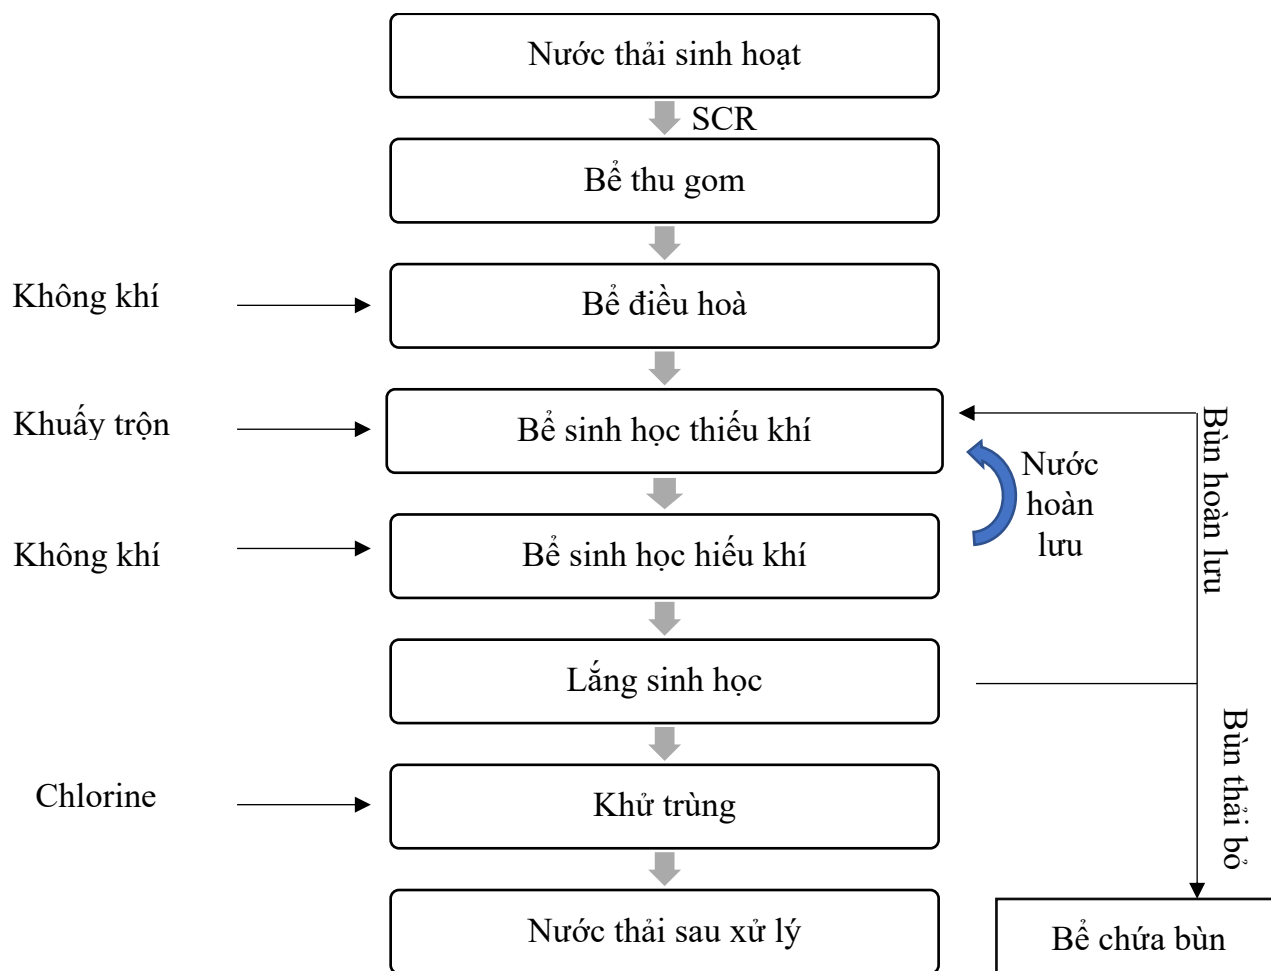 Nước thải sinh hoạt
SCR
Bể thu gom
Không khí
Bể điều hoà
Khuấy trộn
Bể sinh học thiếu khí
Nước
hoàn
lưu
Bùn hoàn lưu
Không khí
Bể sinh học hiếu khí
Lắng sinh học
Bùn thải bỏ
Chlorine
Khử trùng
Nước thải sau xử lý
Bể chứa bùn